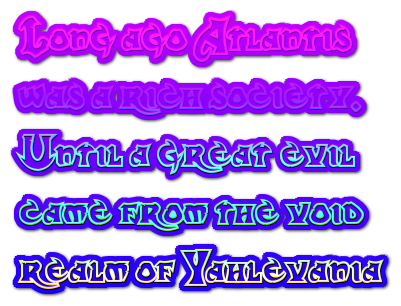 Long ago Atlantis
was a rich society.
Until a great evil
came from the void
realm of Yahlevania